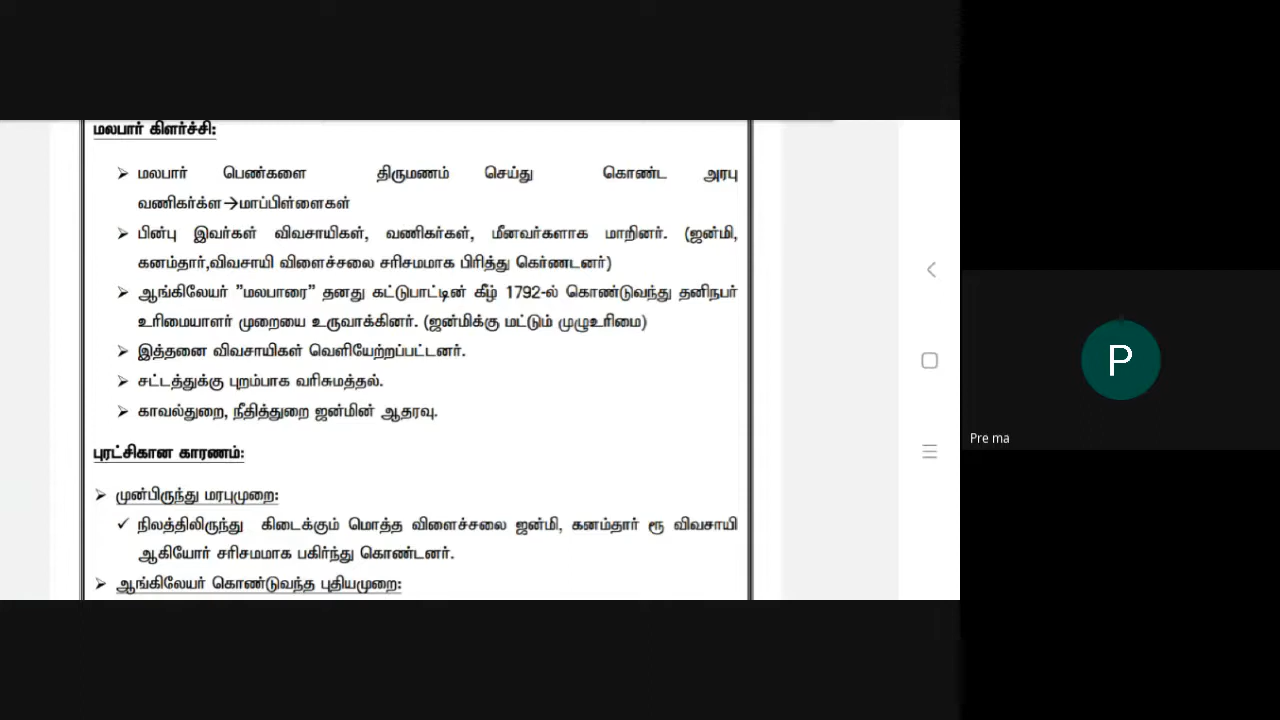 மலபார் கிளர்ச்சி:
➢ மலபார் பெண்களை திருமணம் செய்து கொண்ட அரபு
வணிகர்க்ள→மாப்பிள்ளைகள்
➢ பின்பு இவர்கள் விவசாயிகள், வணிகர்கள், மீனவர்களாக மாறினர். (ஜன்மி,
கனம்தார்,விவசாயி விளைச்சலை சரிசமமாக பிரித்து கெர்ணடனர்)
➢ ஆங்கிலேயர் ”மலபாரை” தனது கட்டுபாட்டின் கீழ் 1792-ல் கொண்டுவந்து தனிநபர்
உரிமையாளர் முறையை உருவாக்கினர். (ஜன்மிக்கு மட்டும் முழுஉரிமை)
➢ இத்தனை விவசாயிகள் வெளியேற்றப்பட்டனர்.
➢ சட்டத்துக்கு புறம்பாக வரிசுமத்தல்.
➢ காவல்துறை, நீதித்துறை ஜன்மின் ஆதரவு.
புரட்சிகான காரணம்:
➢ முன்பிருந்து மரபுமுறை:
✓ நிலத்திலிருந்து கிடைக்கும் மொத்த விளைச்சலை ஜன்மி, கனம்தார் ரூ விவசாயி
ஆகியோர் சரிசமமாக பகிர்ந்து கொண்டனர்.
➢ ஆங்கிலேயர் கொண்டுவந்த புதியமுறை:
P
Pre ma